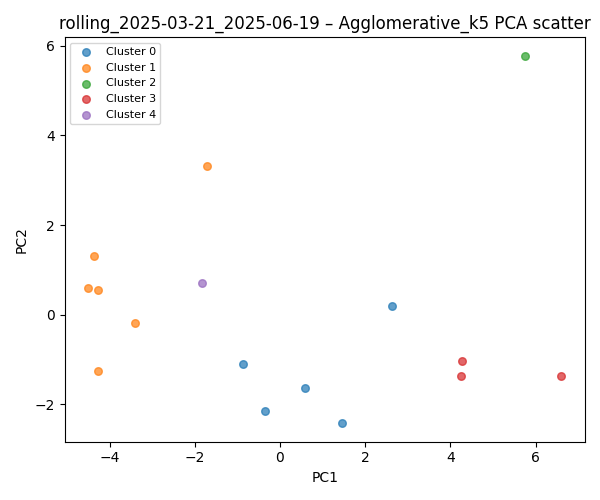 rolling_2025-03-21_2025-06-19 – Agglomerative_k5 PCA scatter
Cluster 0
Cluster 1
Cluster 2
Cluster 3
Cluster 4
6
4
2
0
−2
PC2
−4
−2
0
2
4
6
PC1